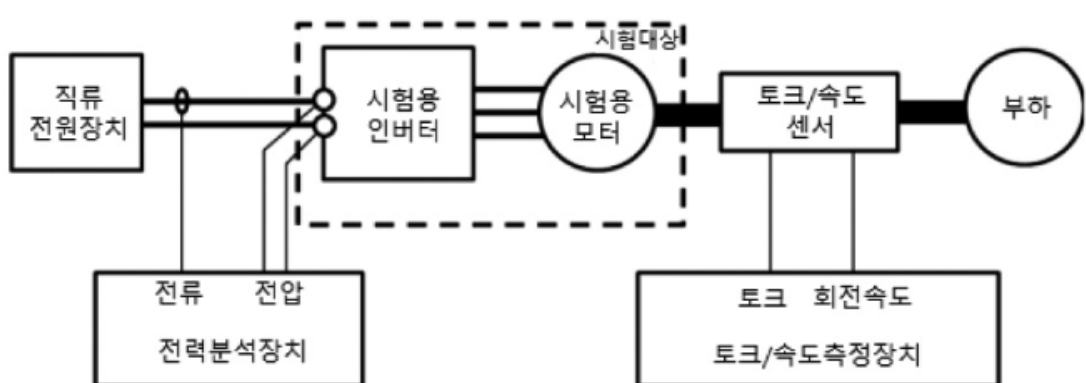 시험대상
직류
전원장치
시험용
인버터
시험용
모터
토크/속도
센서
부하
전류 전압
전력분석장치
토크 회전속도
토크/속도측정장치